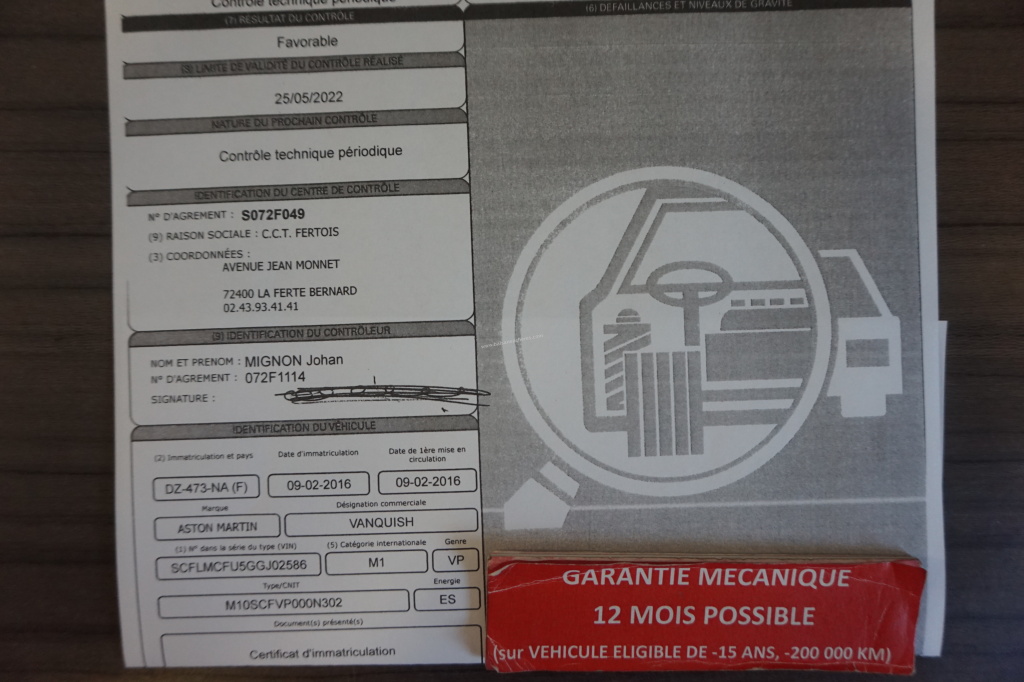 Contrôle technique périodique
(7) RÉSULTAT DU CONTRÔLE
Favorable
(8) LIMITE DE VALIDITÉ DU CONTRÔLE RÉALISÉ
25/05/2022
NATURE DU PROCHAIN CONTRÔLE
Contrôle technique périodique
IDENTIFICATION DU CENTRE DE CONTRÔLE
N° D'AGREMENT : S072F049
(9) RAISON SOCIALE : C.C.T. FERTOIS
(3) COORDONNÉES :
AVENUE JEAN MONNET
72400 LA FERTE BERNARD
02.43.93.41.41
(9) IDENTIFICATION DU CONTRÔLEUR
NOM ET PRENOM : MIGNON Johan
N° D'AGREMENT : 072F1114
SIGNATURE :
IDENTIFICATION DU VÉHICULE
(2) Immatriculation et pays
Date d'immatriculation
Date de 1ère mise en
circulation
DZ-473-NA (F)
09-02-2016
09-02-2016
Marque
Désignation commerciale
ASTON MARTIN
VANQUISH
(1) N° dans la série du type (VIN)
(5) Catégorie internationale
Genre
SCFLMCFU5GGJ02586
M1
VP
Type/CNIT
Energie
M10SCFVP000N302
ES
Document(s) présenté(s)
Certificat d'immatriculation
(6) DÉFAILLANCES ET NIVEAUX DE GRAVITÉ
GARANTIE MECANIQUE
12 MOIS POSSIBLE
(sur VEHICULE ELIGIBLE DE -15 ANS, -200 000 KM)